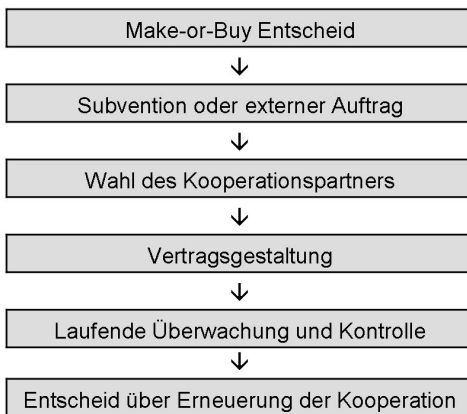 Make-or-Buy Entscheid
Subvention oder externer Auftrag
Wahl des Kooperationspartners
Vertragsgestaltung
Laufende Überwachung und Kontrolle
Entscheid über Erneuerung der Kooperation